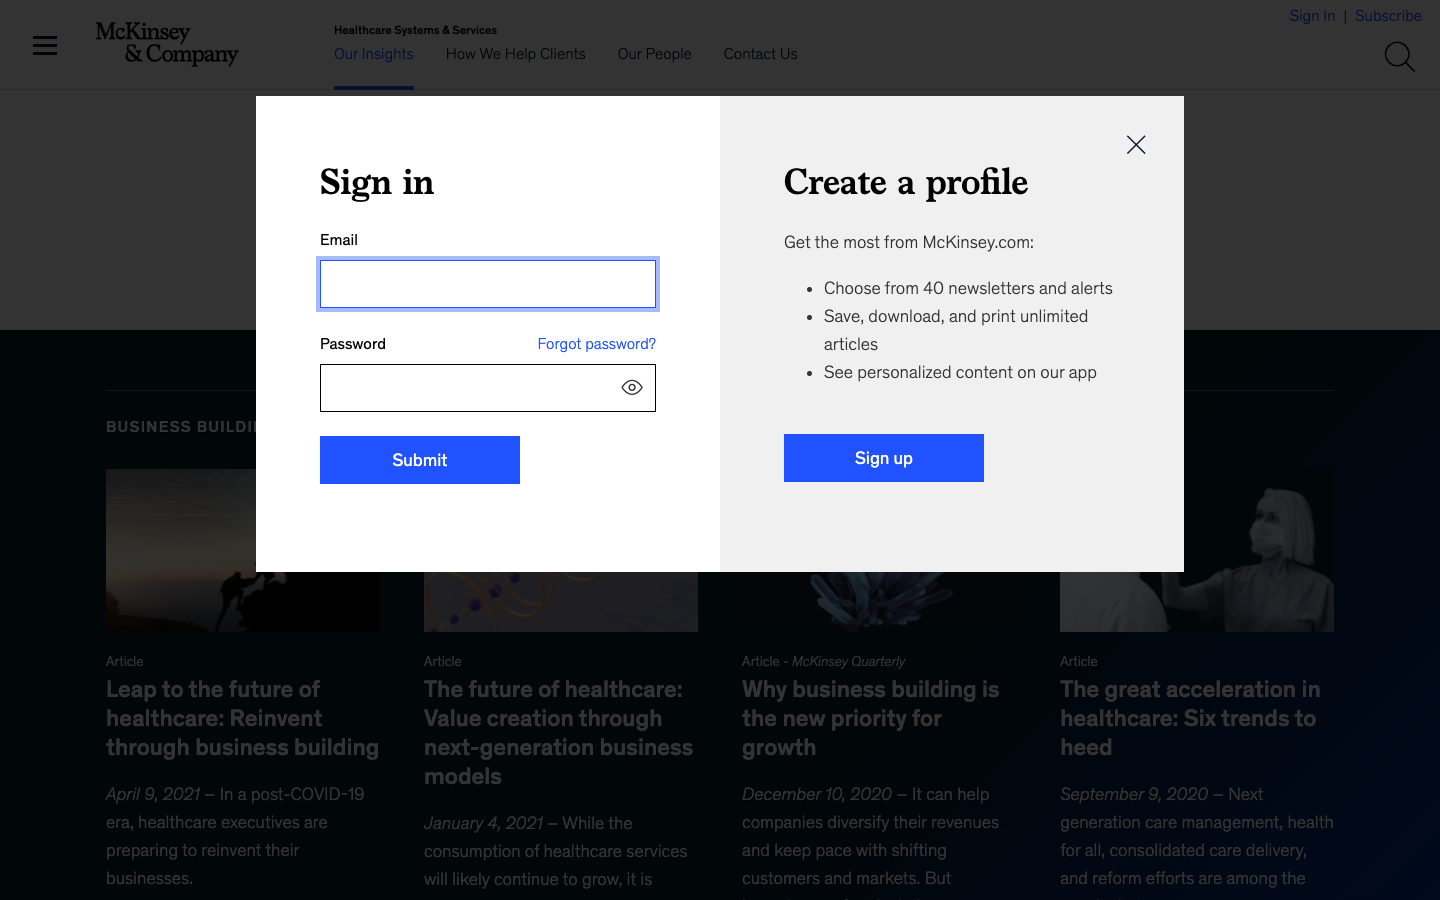 Sign In | Subscribe
McKinsey
& Company
Healthcare Systems & Services
Our Insights
How We Help Clients
Our People
Contact Us
Sign in
Email
Password
Forgot password?
Submit
Create a profile
Get the most from McKinsey.com:
• Choose from 40 newsletters and alerts
• Save, download, and print unlimited
articles
• See personalized content on our app
Sign up
BUSINESS
Article
Leap to the future of
healthcare: Reinvent
through business building
April 9, 2021 – In a post-COVID-19
era, healthcare executives are
preparing to reinvent their
businesses.
Article
The future of healthcare:
Value creation through
next-generation business
models
January 4, 2021 – While the
consumption of healthcare services
will likely continue to grow, it is
Article - McKinsey Quarterly
Why business building is
the new priority for
growth
December 10, 2020 – It can help
companies diversify their revenues
and keep pace with shifting
customers and markets. But
Article
The great acceleration in
healthcare: Six trends to
heed
September 9, 2020 – Next
generation care management, health
for all, consolidated care delivery,
and reform efforts are among the